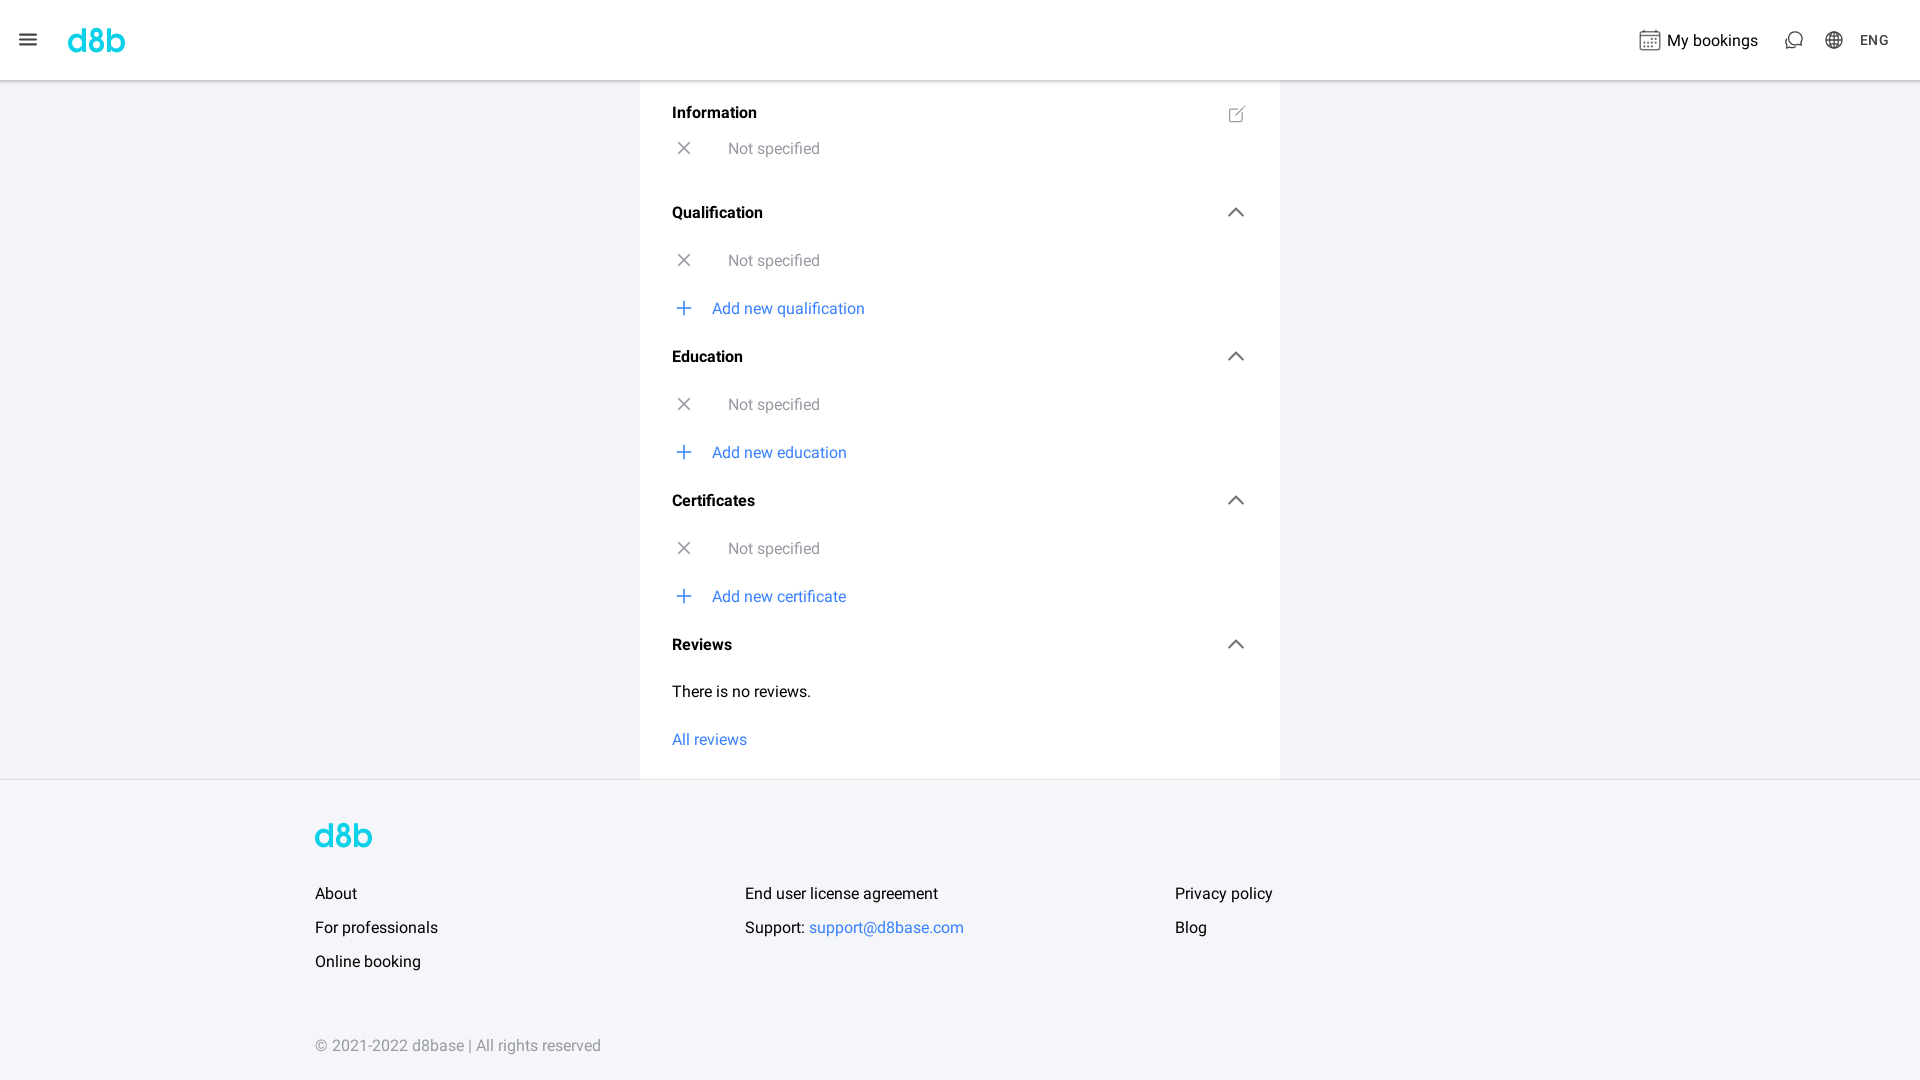 d8b
My bookings
ENG
Information
Not specified
Qualification
Not specified
Add new qualification
Education
Not specified
Add new education
Certificates
Not specified
Add new certificate
Reviews
There is no reviews.
All reviews
d8b
About
End user license agreement
Privacy policy
For professionals
Support: support@d8base.com
Blog
Online booking
© 2021-2022 d8base | All rights reserved